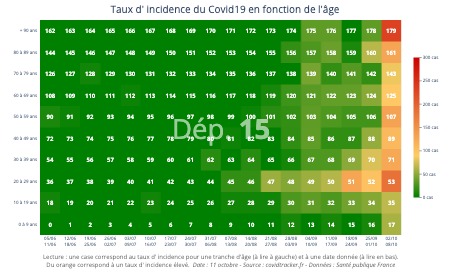 Taux d' incidence du Covid19 en fonction de l'âge
+ 90 ans 162 163 164 165 166 167 168 169 170 171 172 173 174 175 176 177 178 179
80 à 89 ans 144 145 146 147 148 149 150 151 152 153 154 155 156 157 158 159 160 161
70 à 79 ans 126 127 128 129 130 131 132 133 134 135 136 137 138 139 140 141 142 143
60 à 69 ans 108 109 110 111 112 113 114 115 116 117 118 119 120 121 122 123 124 125
50 à 59 ans 90 91 92 93 94 95 96 97 98 99 100 101 102 103 104 105 106 107
40 à 49 ans 72 73 74 75 76 77 78 79 80 81 82 83 84 85 86 87 88 89
30 à 39 ans 54 55 56 57 58 59 60 61 62 63 64 65 66 67 68 69 70 71
20 à 29 ans 36 37 38 39 40 41 42 43 44 45 46 47 48 49 50 51 52 53
10 à 19 ans 18 19 20 21 22 23 24 25 26 27 28 29 30 31 32 33 34 35
0 à 9 ans 0 2 3 5 6 7 8 9 10 11 12 13 14 15 16 17
Dép. 15
05/06 12/06 19/06 26/06 03/07 10/07 17/07 24/07 31/07 07/08 14/08 21/08 28/08 04/09 11/09 18/09 25/09 02/10
11/06 18/06 25/06 02/07 09/07 16/07 23/07 30/07 06/08 13/08 20/08 27/08 03/09 10/09 17/09 24/09 01/10 08/10
300 cas
250 cas
200 cas
150 cas
100 cas
50 cas
0 cas
Lecture : une case correspond au taux d' incidence pour une tranche d'âge (à lire à gauche) et à une date donnée (à lire en bas).
Du orange correspond à un taux d' incidence élevé. Date : 11 octobre - Source : covidtracker.fr - Données : Santé publique France